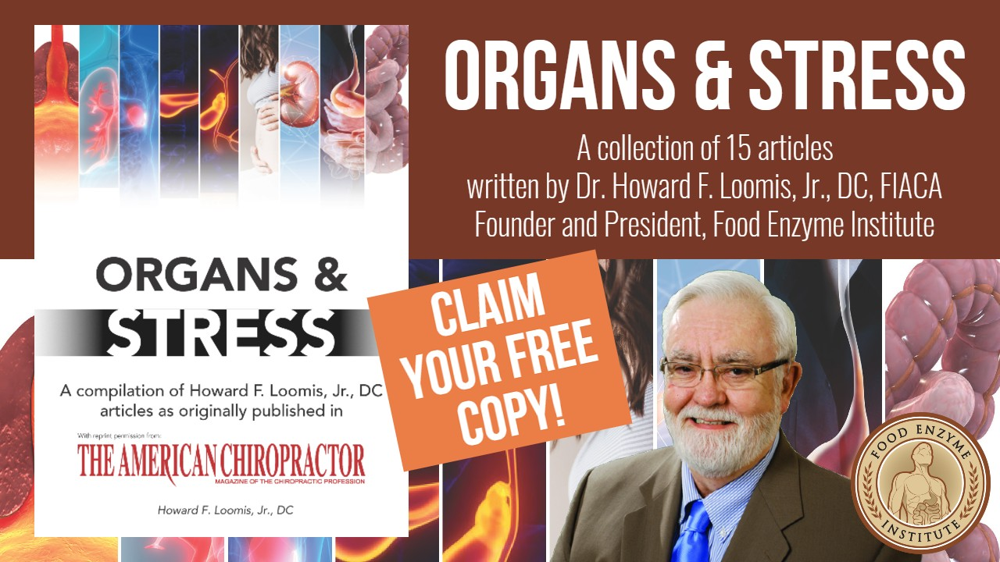 ORGANS & STRESS
A collection of 15 articles
written by Dr. Howard F. Loomis, Jr., DC, FIACA
Founder and President, Food Enzyme Institute
ORGANS &
STRESS
A compilation of Howard F. Loomis, Jr., DC
articles as originally published in
With reprint permission from:
THE AMERICAN CHIROPRACTOR
MAGAZINE OF THE CHIROPRACTIC PROFESSION
Howard F. Loomis, Jr., DC
CLAIM
YOUR FREE
COPY!
FOOD ENZYME
INSTITUTE